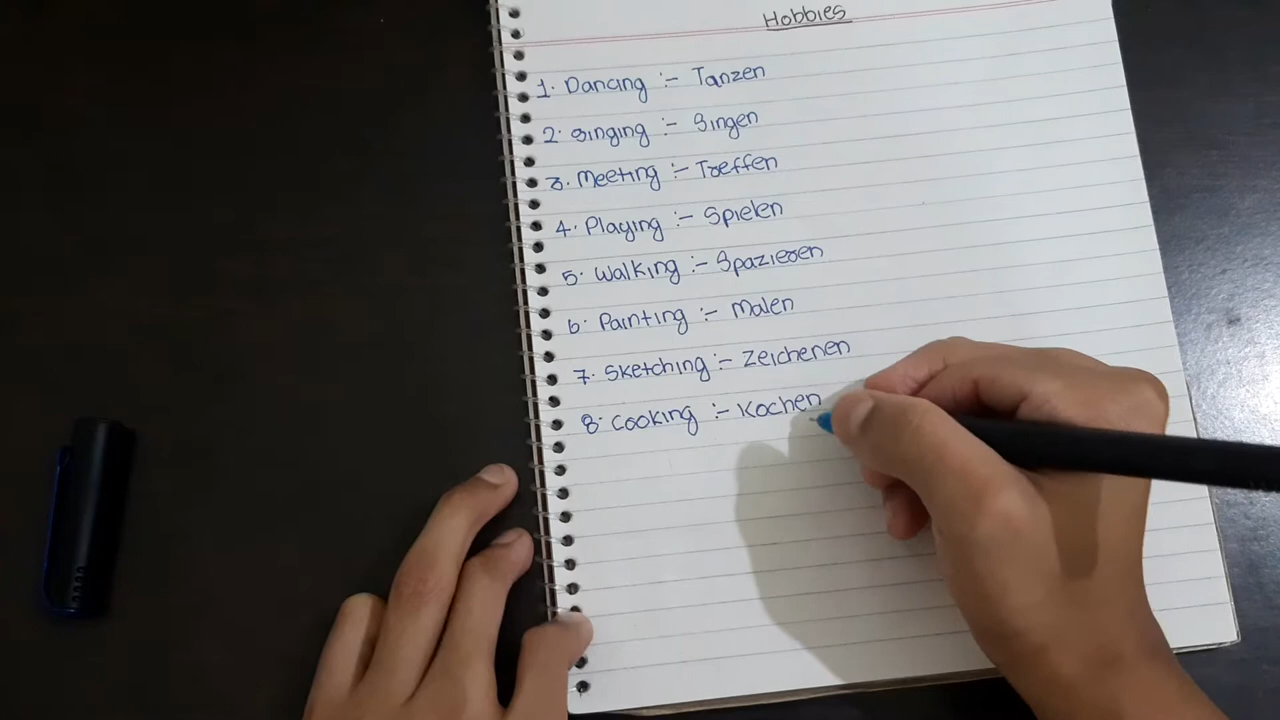 Hobbies
1. Dancing :- Tanzen
2. Singing :- Singen
3. Meeting :- Treffen
4. Playing :- Spielen
5. Walking :- Spazieren
6. Painting :- Malen
7. Sketching :- Zeichenen
8. Cooking :- Kochen